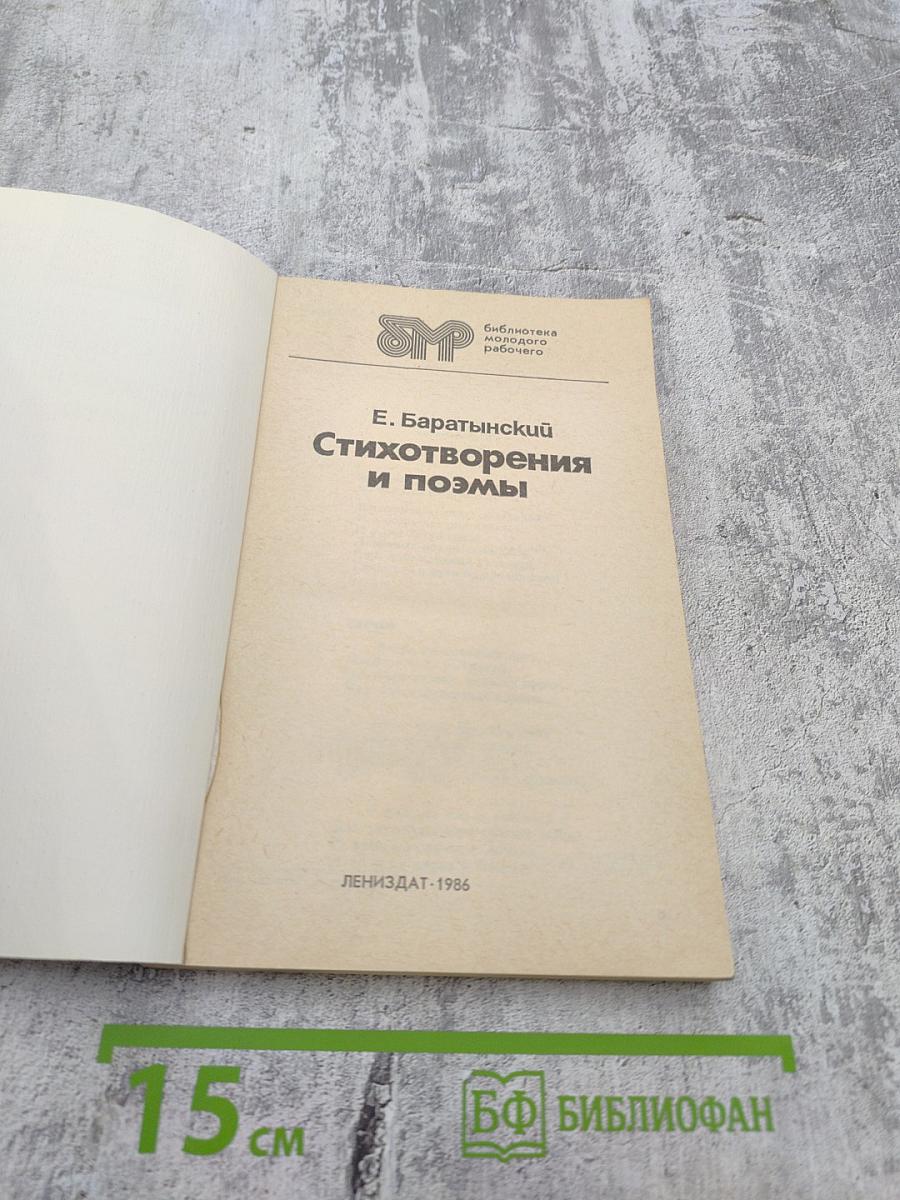 бмр
библиотека
молодого
рабочего
Е. Баратынский
Стихотворения
и поэмы
ЛЕНИЗДАТ·1986
15 см
БФ БИБЛИОФАН